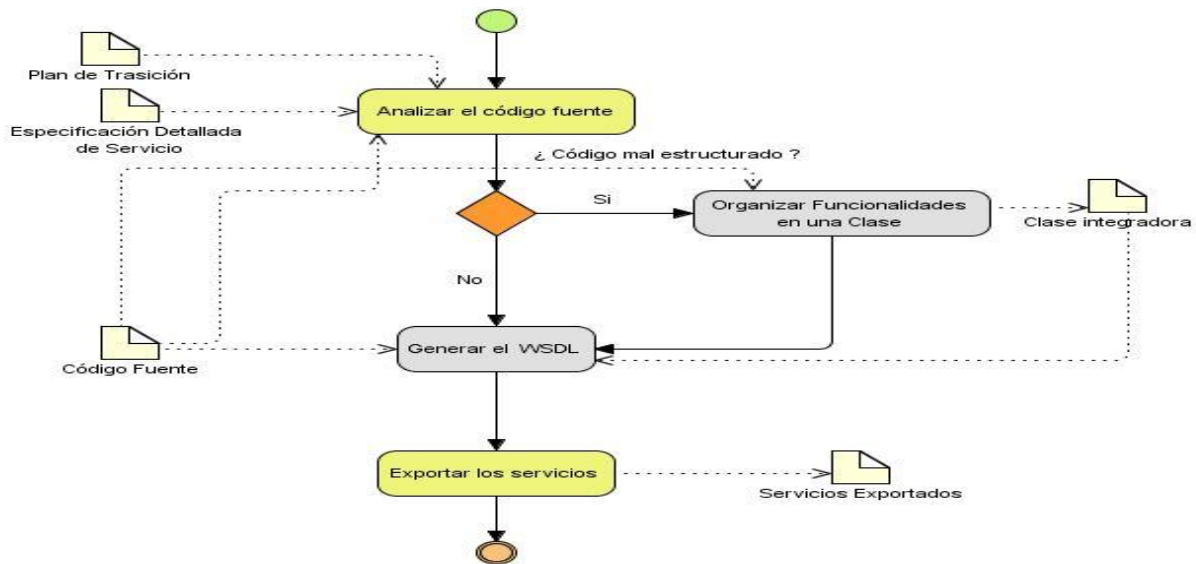 Plan de Trasición
Analizar el código fuente
Especificación Detallada
de Servicio
¿ Código mal estructurado ?
Si
Organizar Funcionalidades
en una Clase
Clase integradora
No
Generar el WSDL
Código Fuente
Exportar los servicios
Servicios Exportados